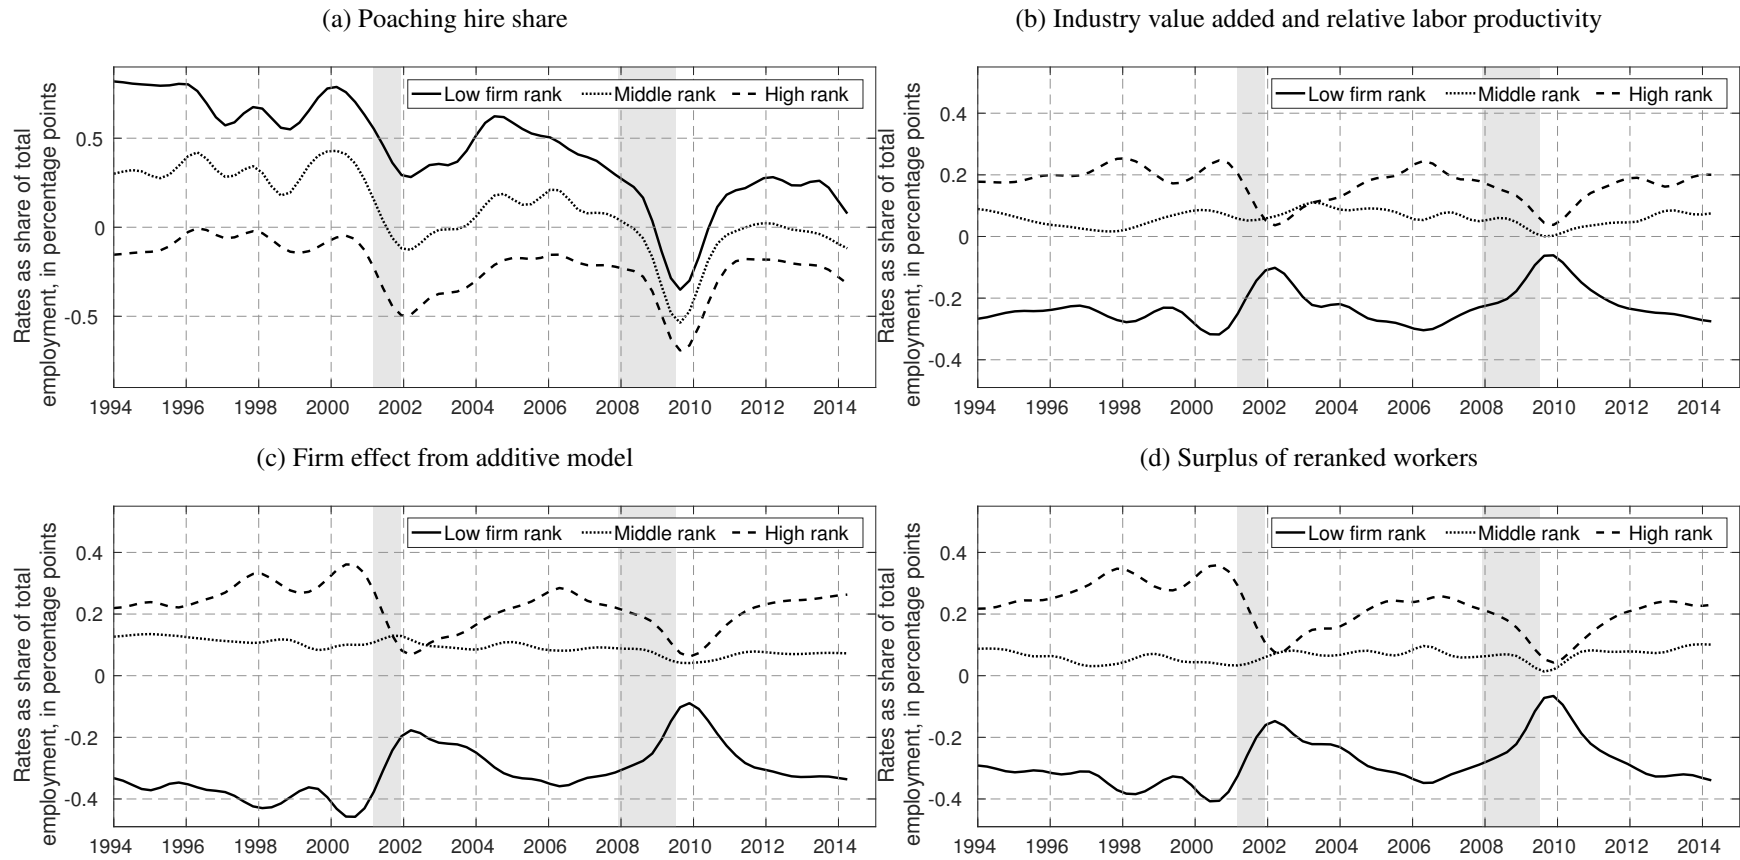 (a) Poaching hire share
Rates as share of total
employment, in percentage points
Low firm rank Middle rank High rank
0.5
0
-0.5
1994 1996 1998 2000 2002 2004 2006 2008 2010 2012 2014
(b) Industry value added and relative labor productivity
Rates as share of total
employment, in percentage points
Low firm rank Middle rank High rank
0.4
0.2
0
-0.2
-0.4
1994 1996 1998 2000 2002 2004 2006 2008 2010 2012 2014
(c) Firm effect from additive model
Rates as share of total
employment, in percentage points
Low firm rank Middle rank High rank
0.4
0.2
0
-0.2
-0.4
1994 1996 1998 2000 2002 2004 2006 2008 2010 2012 2014
(d) Surplus of reranked workers
Rates as share of total
employment, in percentage points
Low firm rank Middle rank High rank
0.4
0.2
0
-0.2
-0.4
1994 1996 1998 2000 2002 2004 2006 2008 2010 2012 2014